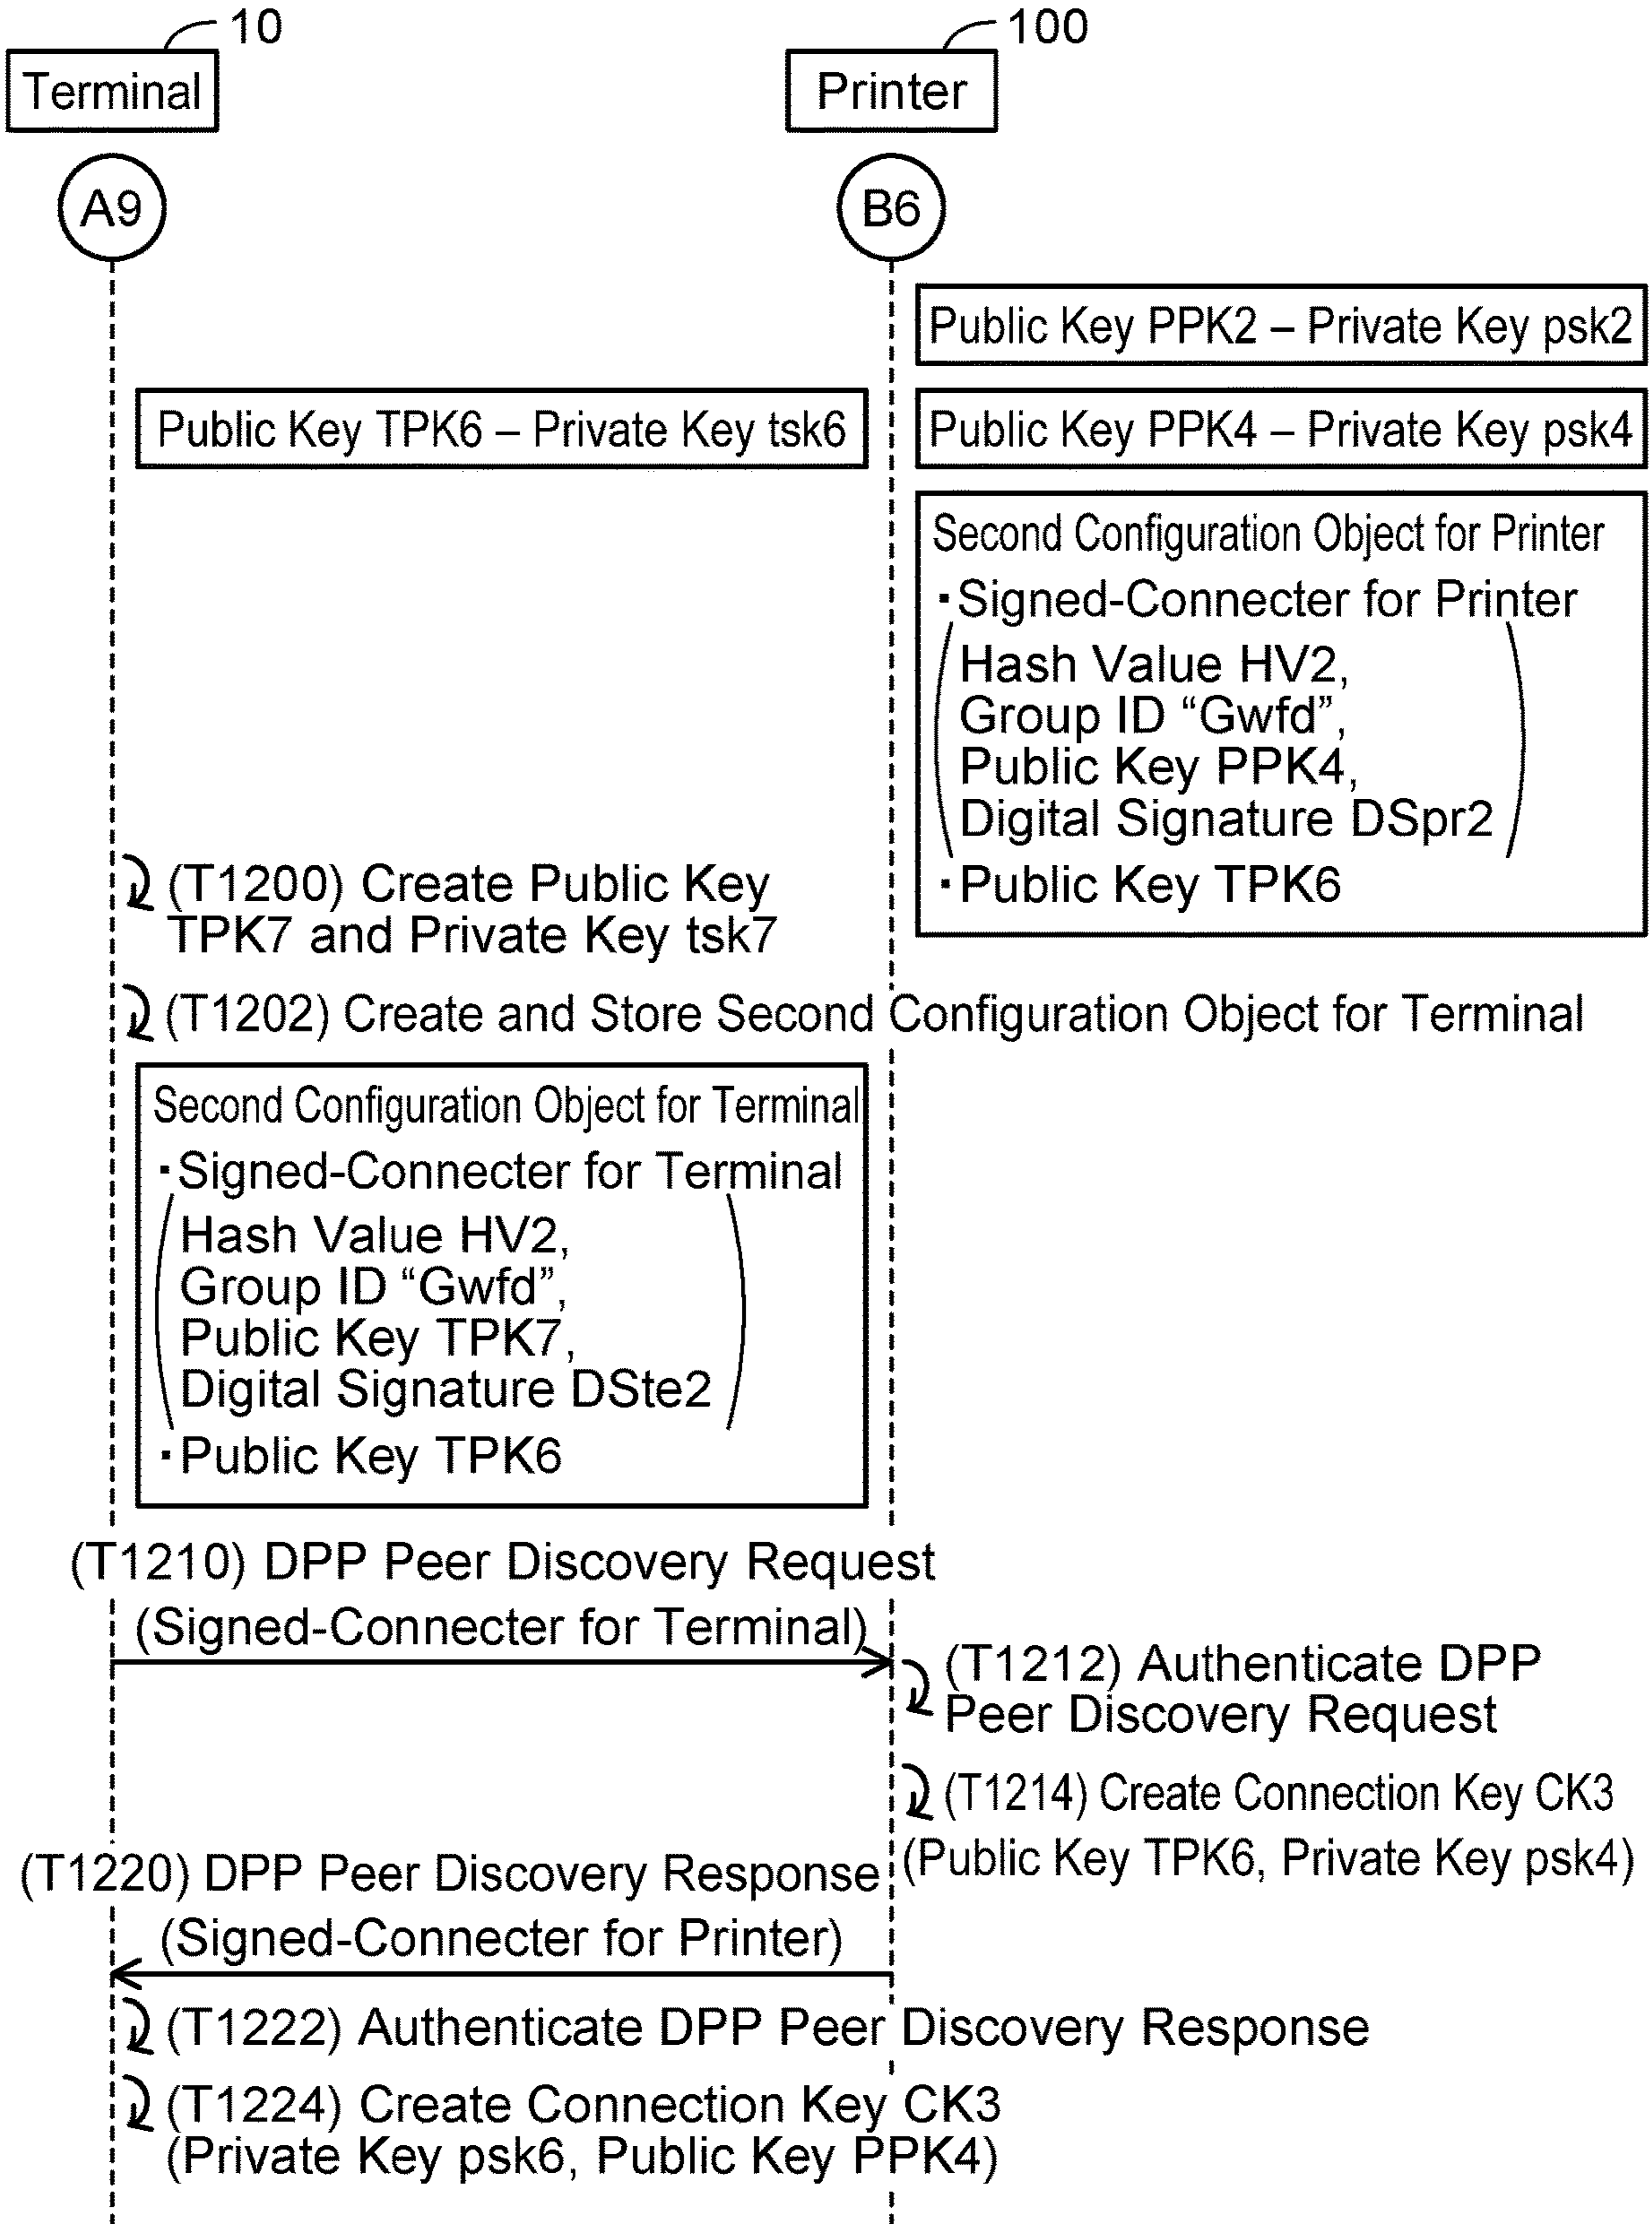 10
100
Terminal
Printer
A9
B6
Public Key PPK2 – Private Key psk2
Public Key TPK6 – Private Key tsk6
Public Key PPK4 – Private Key psk4
Second Configuration Object for Printer
・Signed-Connecter for Printer
Hash Value HV2,
Group ID “Gwfd”,
Public Key PPK4,
Digital Signature DSpr2
・Public Key TPK6
(T1200) Create Public Key
TPK7 and Private Key tsk7
(T1202) Create and Store Second Configuration Object for Terminal
Second Configuration Object for Terminal
・Signed-Connecter for Terminal
Hash Value HV2,
Group ID “Gwfd”,
Public Key TPK7,
Digital Signature DSte2
・Public Key TPK6
(T1210) DPP Peer Discovery Request
(Signed-Connecter for Terminal)
(T1212) Authenticate DPP
Peer Discovery Request
(T1214) Create Connection Key CK3
(Public Key TPK6, Private Key psk4)
(T1220) DPP Peer Discovery Response
(Signed-Connecter for Printer)
(T1222) Authenticate DPP Peer Discovery Response
(T1224) Create Connection Key CK3
(Private Key psk6, Public Key PPK4)